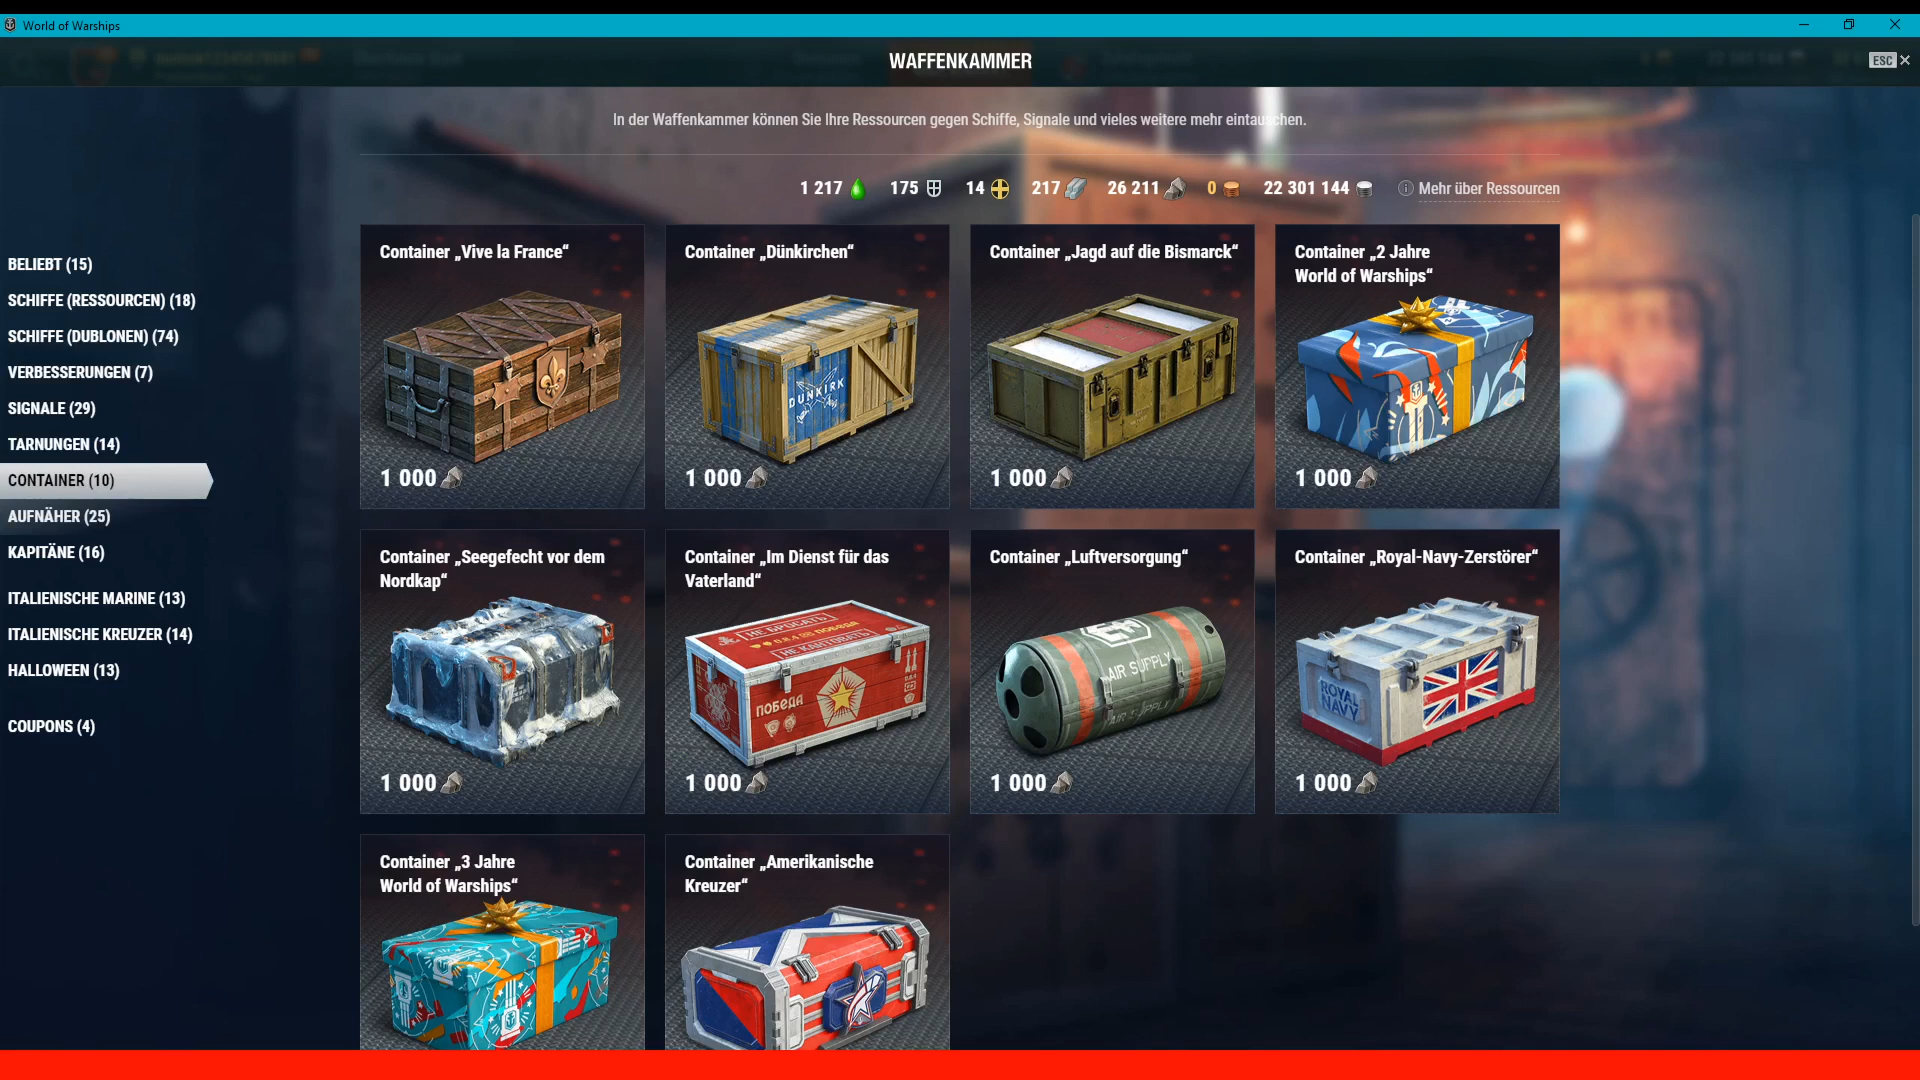 World of Warships
WAFFENKAMMER
ESC
In der Waffenkammer können Sie Ihre Ressourcen gegen Schiffe, Signale und vieles weitere mehr eintauschen.
1 217 175 14 217 26 211 0 22 301 144 Mehr über Ressourcen
BELIEBT (15)
SCHIFFE (RESSOURCEN) (18)
SCHIFFE (DUBLONEN) (74)
VERBESSERUNGEN (7)
SIGNALE (29)
TARNUNGEN (14)
CONTAINER (10)
AUFNÄHER (25)
KAPITÄNE (16)
ITALIENISCHE MARINE (13)
ITALIENISCHE KREUZER (14)
HALLOWEEN (13)
COUPONS (4)
Container „Vive la France“
1 000
Container „Dünkirchen“
DUNKIRK
1 000
Container „Jagd auf die Bismarck“
1 000
Container „2 Jahre
World of Warships“
1 000
Container „Seegefecht vor dem
Nordkap“
1 000
Container „Im Dienst für das
Vaterland“
НЕ БРОСАТЬ
НЕ КАНТОВАТЬ
ПОБЕДА
1 000
Container „Luftversorgung“
AIR SUPPLY
AIR SUPPLY
1 000
Container „Royal-Navy-Zerstörer“
ROYAL
NAVY
1 000
Container „3 Jahre
World of Warships“
Container „Amerikanische
Kreuzer“